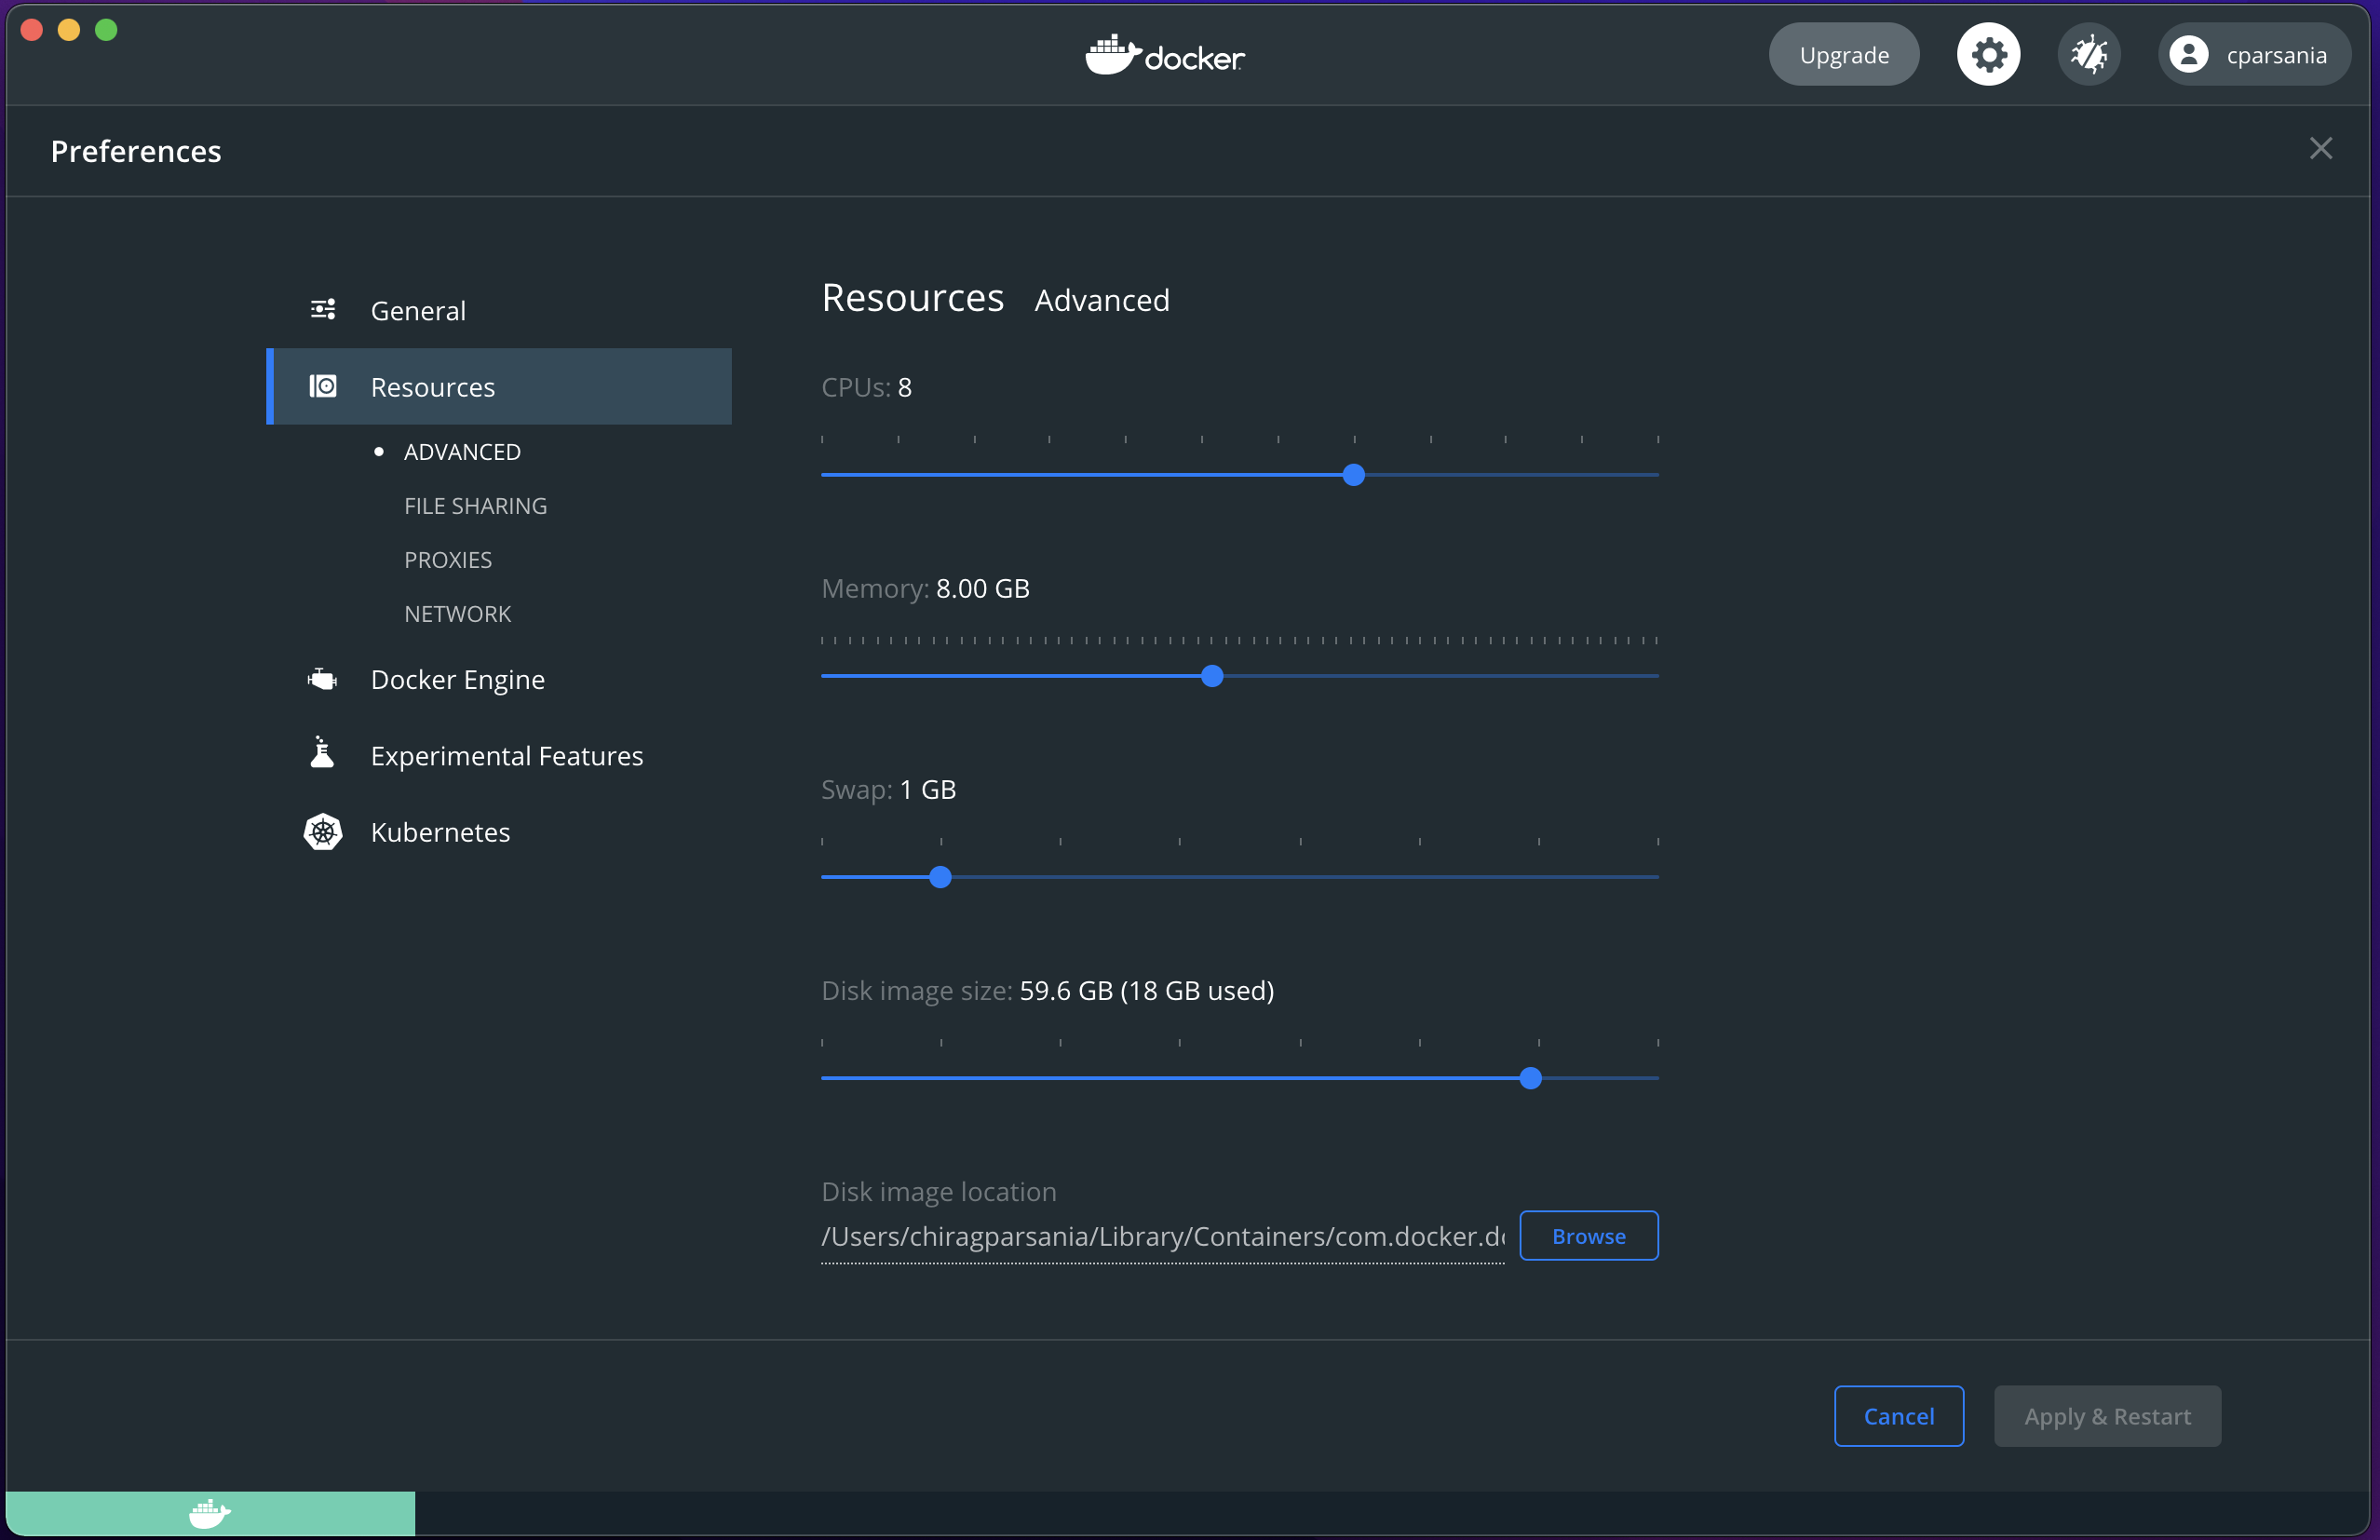 docker
Upgrade
cparsania
Preferences
General
Resources
ADVANCED
FILE SHARING
PROXIES
NETWORK
Docker Engine
Experimental Features
Kubernetes
Resources Advanced
CPUs: 8
Memory: 8.00 GB
Swap: 1 GB
Disk image size: 59.6 GB (18 GB used)
Disk image location
/Users/chiragparsania/Library/Containers/com.docker.do
Browse
Cancel
Apply & Restart